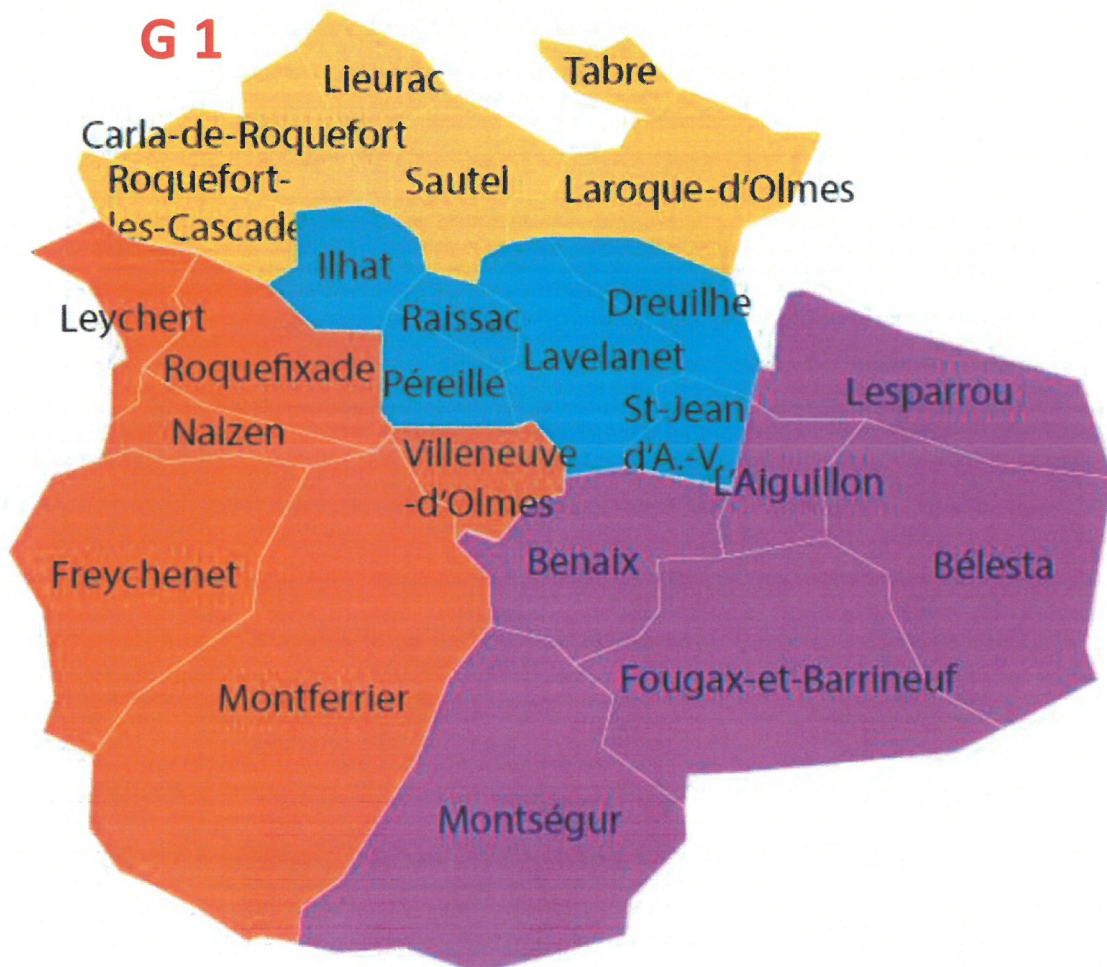 G 1
Lieurac
Tabre
Carla-de-Roquefort
Roquefort-
les-Cascade
Sautel
Laroque-d'Olmes
Ilhat
Leychert
Raissac
Dreuilhe
Roquefixade
Péreille
Lavelanet
Lesparrou
Nalzen
Villeneuve
-d'Olmes
St-Jean
d'A.-V.
L'Aiguillon
Freychenet
Benaix
Bélesta
Montferrier
Fougax-et-Barrineuf
Montségur